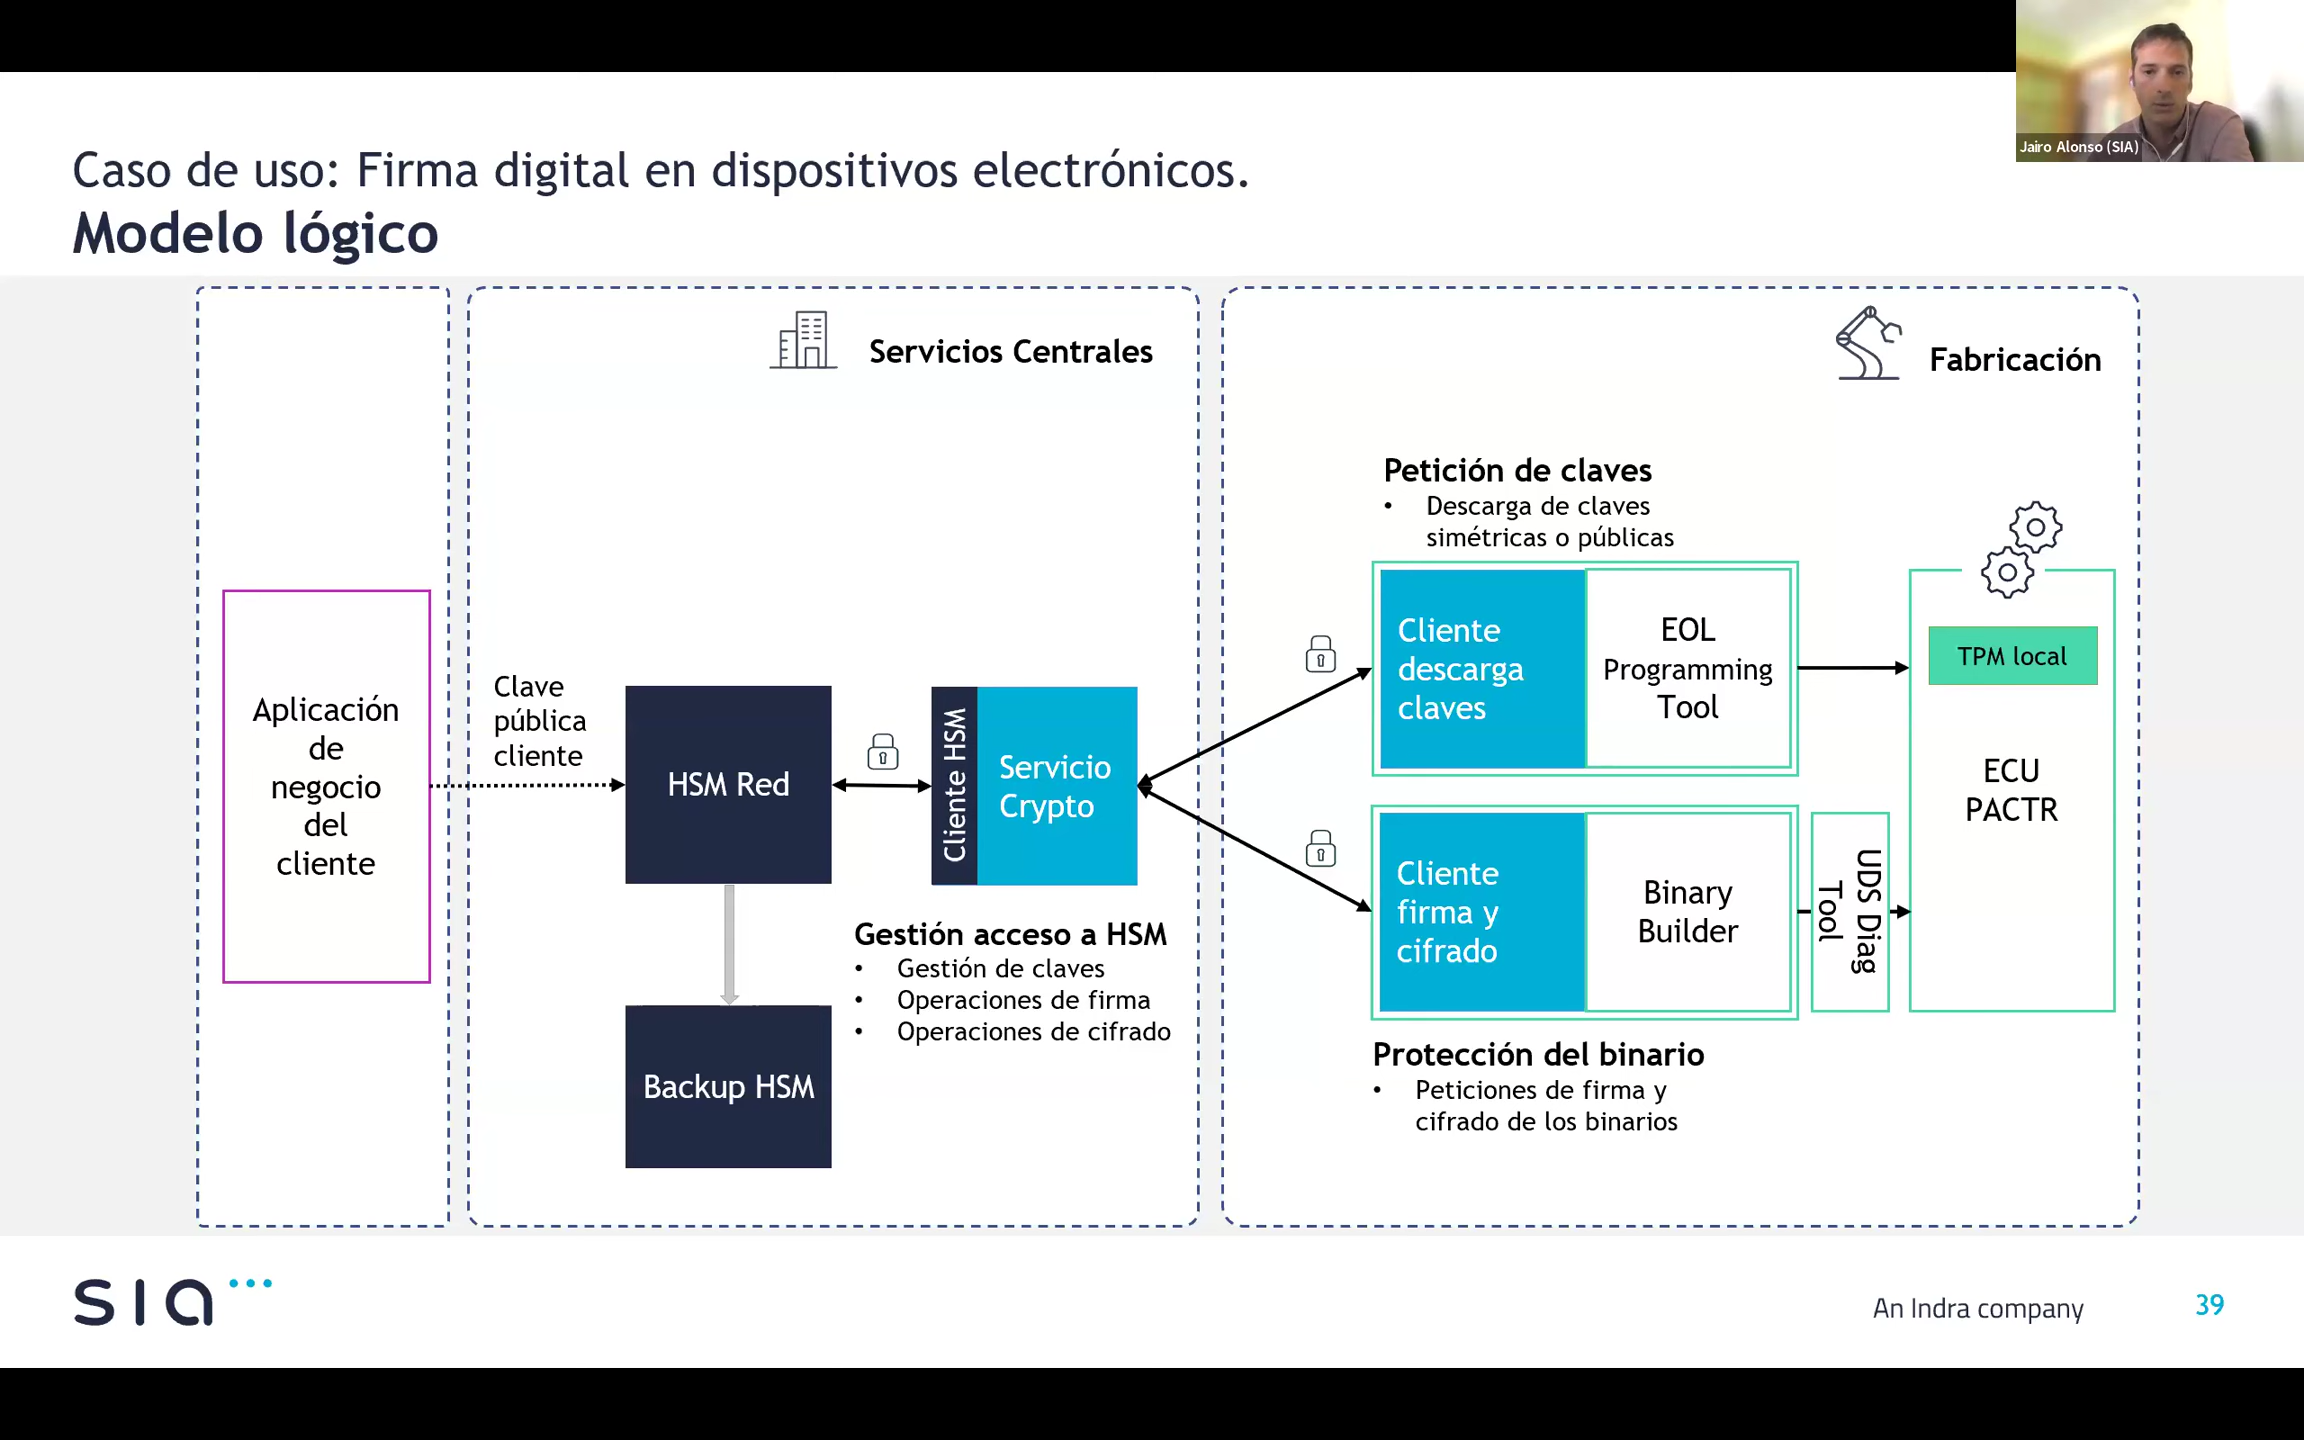 Jairo Alonso (SIA)
Caso de uso: Firma digital en dispositivos electrónicos.
Modelo lógico
Servicios Centrales
Fabricación
Petición de claves
• Descarga de claves
simétricas o públicas
Aplicación
de
negocio
del
cliente
Clave
pública
cliente
HSM Red
Cliente HSM
Servicio
Crypto
Cliente
descarga
claves
EOL
Programming
Tool
TPM local
ECU
PACTR
Gestión acceso a HSM
• Gestión de claves
• Operaciones de firma
• Operaciones de cifrado
Backup HSM
Cliente
firma y
cifrado
Binary
Builder
UDS Diag
Tool
Protección del binario
• Peticiones de firma y
cifrado de los binarios
sia
An Indra company
39